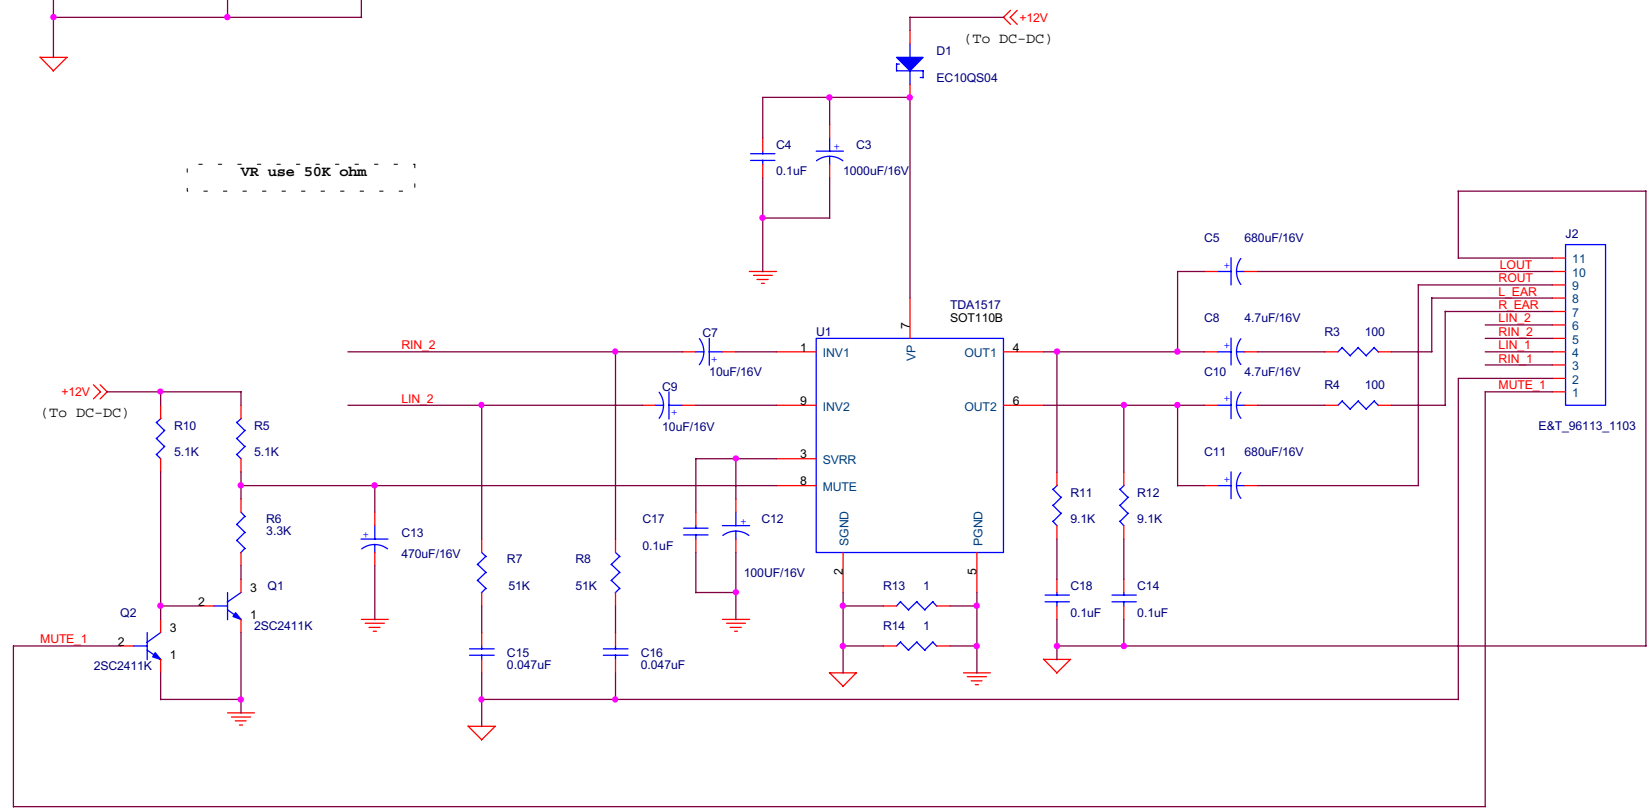 +12V
(To DC-DC)
D1
EC10QS04
C4
0.1uF
+
C3
1000uF/16V
VR use 50K ohm
J2
C5 680uF/16V
+
LOUT
ROUT
L_EAR
R_EAR
LIN_2
RIN_2
LIN_1
RIN_1
MUTE_1
11
10
9
8
7
6
5
4
3
2
1
E&T_96113_1103
TDA1517
SOT110B
U1
7
VP
1
INV1
9
INV2
3
SVRR
8
MUTE
OUT1
4
OUT2
6
SGND
2
PGND
5
C8 4.7uF/16V
+
R3 100
C10 4.7uF/16V
+
R4 100
C11 680uF/16V
+
RIN_2
C7
+
10uF/16V
LIN_2
C9
+
10uF/16V
+12V
(To DC-DC)
R10
5.1K
R5
5.1K
R6
3.3K
+
C13
470uF/16V
R7
51K
R8
51K
C17
0.1uF
+
C12
100UF/16V
R11
9.1K
R12
9.1K
C18
0.1uF
C14
0.1uF
R13 1
R14 1
C15
0.047uF
C16
0.047uF
Q1
3
2
1
2SC2411K
Q2
3
2
1
2SC2411K
MUTE_1